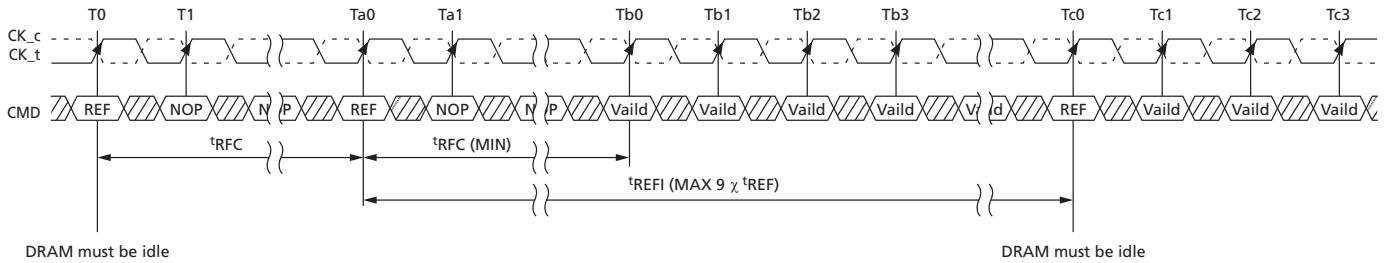 T0 T1 Ta0 Ta1 Tb0 Tb1 Tb2 Tb3 Tc0 Tc1 Tc2 Tc3
CK_c
CK_t
CMD REF NOP N P REF NOP N P Vaild Vaild Vaild Vaild Va d REF Vaild Vaild Vaild
tRFC tRFC (MIN)
tREFI (MAX 9 χ tREF)
DRAM must be idle DRAM must be idle